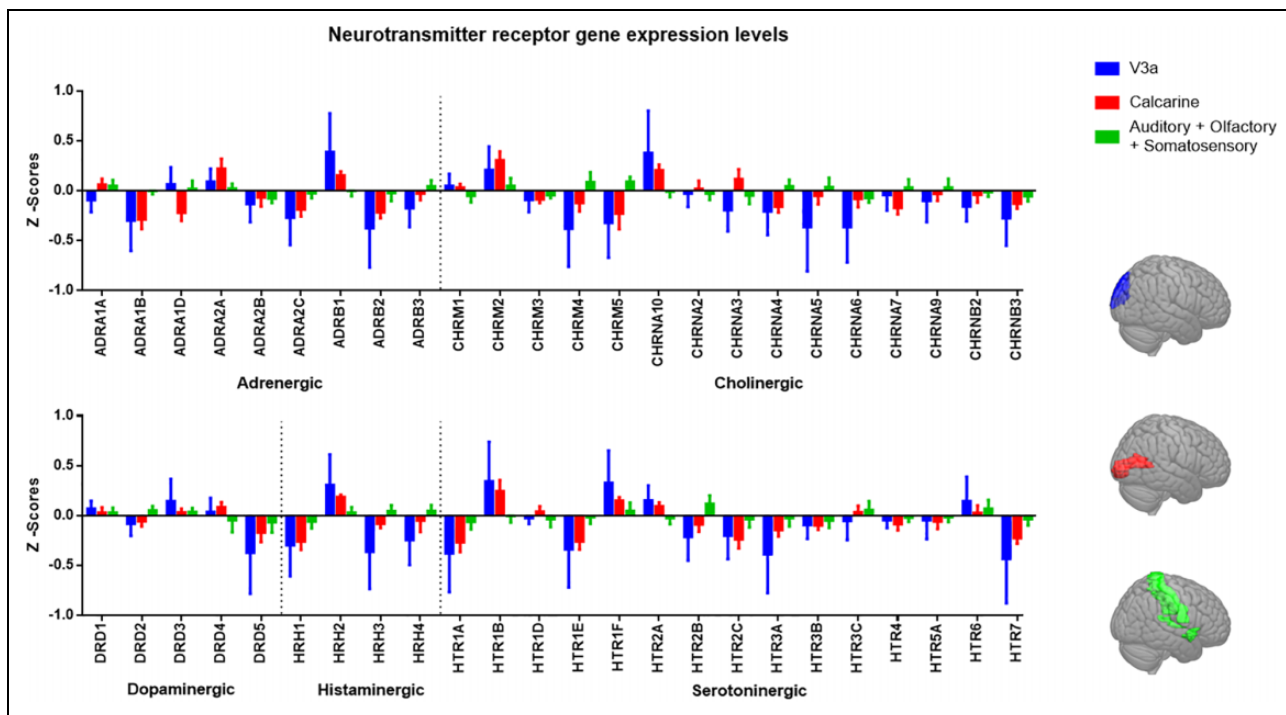 Neurotransmitter receptor gene expression levels
V3a
Calcarine
Auditory + Olfactory
+ Somatosensory
Z -Scores
1.0
0.5
0.0
-0.5
-1.0
ADRA1A
ADRA1B
ADRA1D
ADRA2A
ADRA2B
ADRA2C
ADRB1
ADRB2
ADRB3
CHRM1
CHRM2
CHRM3
CHRM4
CHRM5
CHRNA10
CHRNA2
CHRNA3
CHRNA4
CHRNA5
CHRNA6
CHRNA7
CHRNA9
CHRNB2
CHRNB3
Adrenergic
Cholinergic
Z -Scores
1.0
0.5
0.0
-0.5
-1.0
DRD1
DRD2
DRD3
DRD4
DRD5
HRH1
HRH2
HRH3
HRH4
HTR1A
HTR1B
HTR1D
HTR1E
HTR1F
HTR2A
HTR2B
HTR2C
HTR3A
HTR3B
HTR3C
HTR4
HTR5A
HTR6
HTR7
Dopaminergic
Histaminergic
Serotoninergic